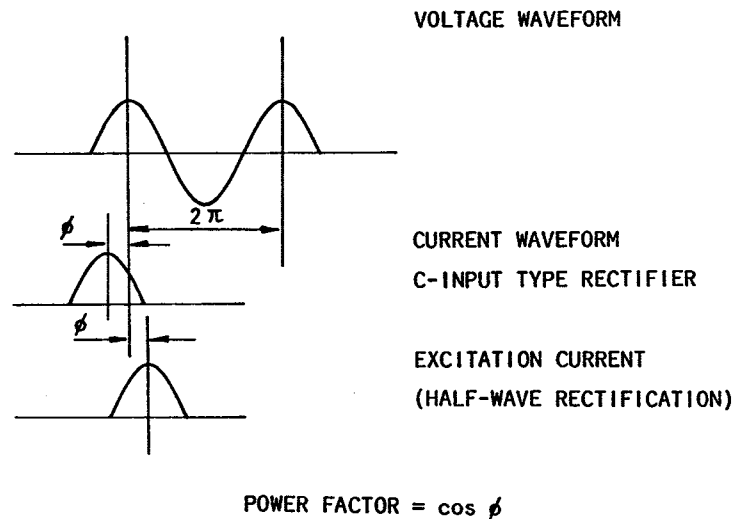 VOLTAGE WAVEFORM
2π
ϕ
CURRENT WAVEFORM
C-INPUT TYPE RECTIFIER
ϕ
EXCITATION CURRENT
(HALF-WAVE RECTIFICATION)
POWER FACTOR = cos ϕ